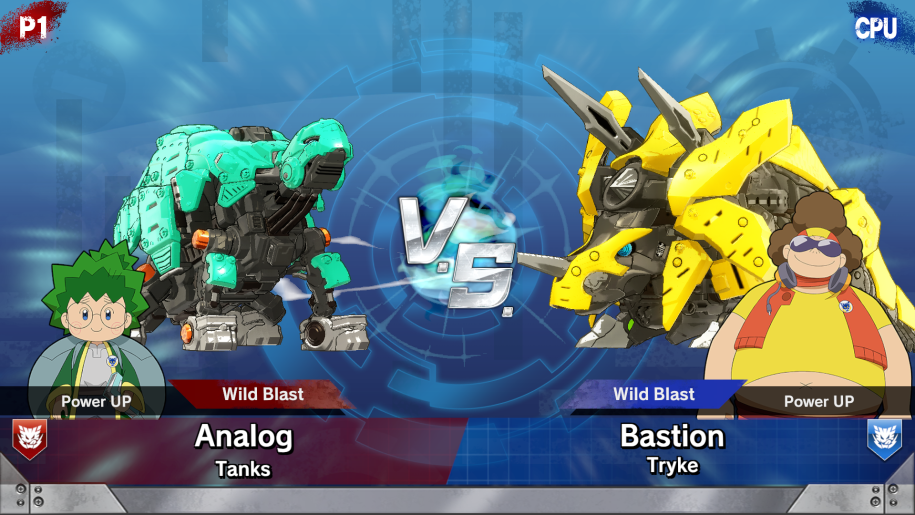 P1
CPU
V.S.
Power UP
Wild Blast
Wild Blast
Power UP
Analog
Bastion
Tanks
Tryke